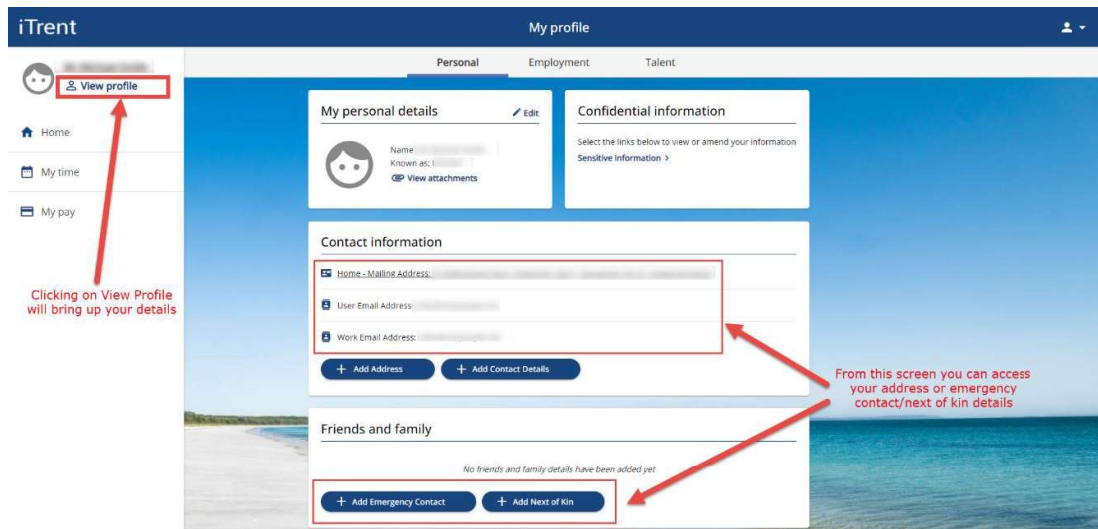 iTrent
My profile
View profile
Home
My time
My pay
Clicking on View Profile
will bring up your details
Personal Employment Talent
My personal details
Edit
Name
Known as:
View attachments
Confidential information
Select the links below to view or amend your information
Sensitive information >
Contact information
Home - Mailing Address:
User Email Address
Work Email Address:
+ Add Address + Add Contact Details
From this screen you can access
your address or emergency
contact/next of kin details
Friends and family
No friends and family details have been added yet
+ Add Emergency Contact + Add Next of Kin